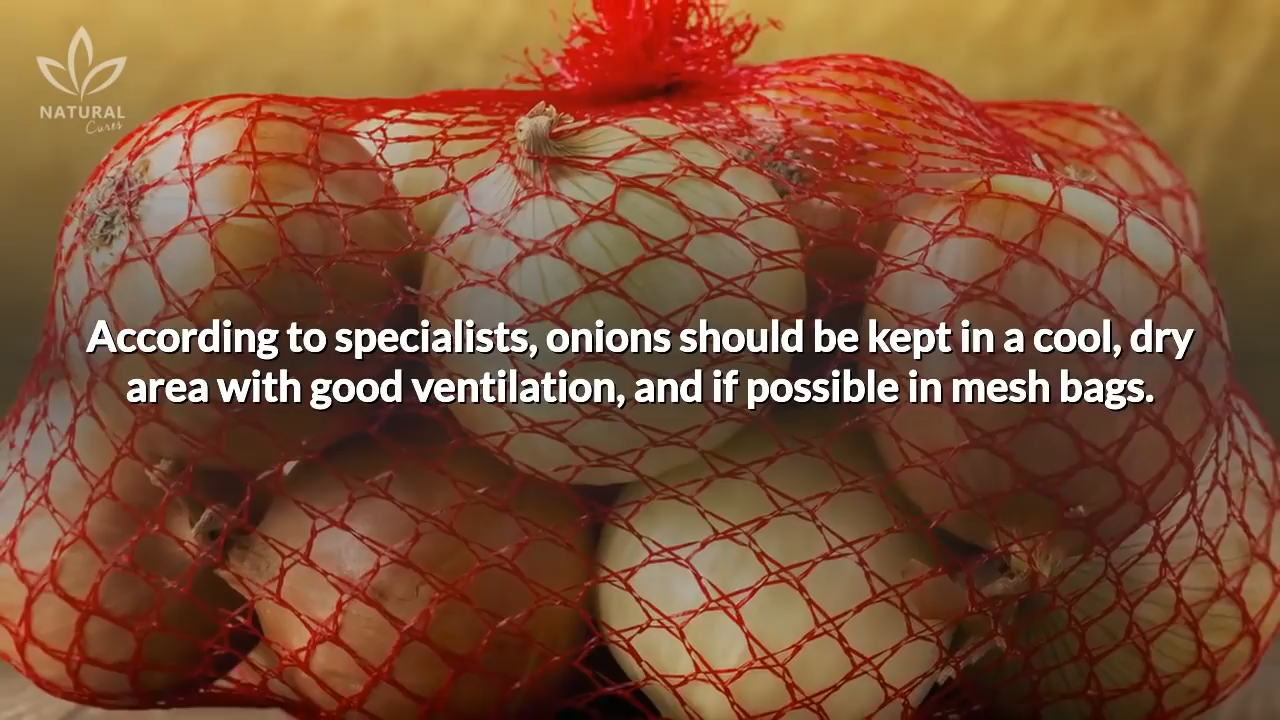 NATURAL
Cures
According to specialists, onions should be kept in a cool, dry
area with good ventilation, and if possible in mesh bags.